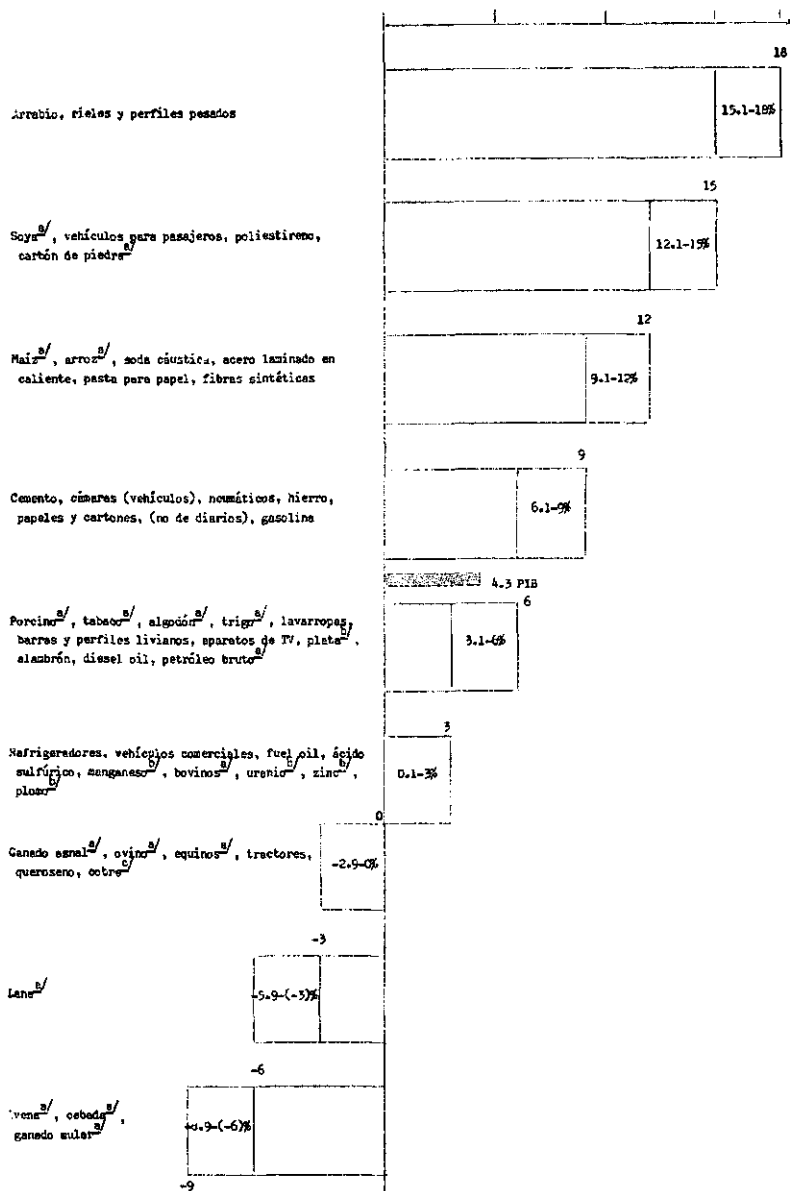 18
Arrabio, rieles y perfiles pesados
15.1-18%
15
Soya a/, vehículos para pasajeros, poliestireno,
cartón de piedra a/
12.1-15%
12
Maíz a/, arroz a/, soda cáustica, acero laminado en
caliente, pasta para papel, fibras sintéticas
9.1-12%
9
Cemento, cámaras (vehículos), neumáticos, hierro,
papeles y cartones, (no de diarios), gasolina
6.1-9%
4.3 PIB
6
Porcino a/, tabaco a/, algodón a/, trigo a/, lavarropas,
barras y perfiles livianos, aparatos de TV, plata b/,
alambrón, diesel oil, petróleo bruto a/
3.1-6%
3
Refrigeradores, vehículos comerciales, fuel oil, ácido
sulfúrico, manganeso b/, bovinos a/, uranio b/, zinc b/,
plomo b/
0.1-3%
0
Ganado asnal a/, ovino a/, equinos a/, tractores,
queroseno, cobre c/
-2.9-0%
-3
Lana a/
-5.9-(-3)%
-6
Avena a/, cebada a/,
ganado mular a/
-8.9-(-6)%
-9